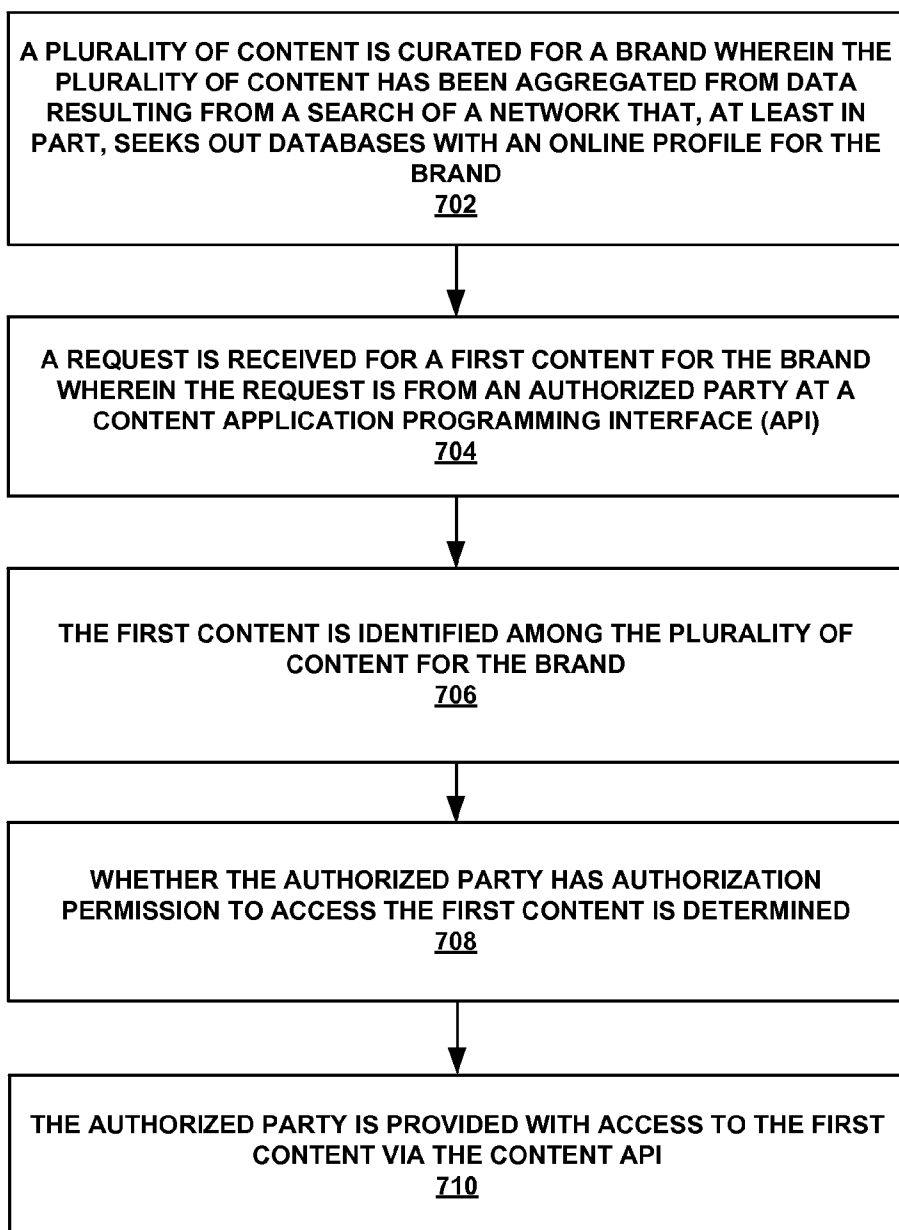 A PLURALITY OF CONTENT IS CURATED FOR A BRAND WHEREIN THE
PLURALITY OF CONTENT HAS BEEN AGGREGATED FROM DATA
RESULTING FROM A SEARCH OF A NETWORK THAT, AT LEAST IN
PART, SEEKS OUT DATABASES WITH AN ONLINE PROFILE FOR THE
BRAND
702
A REQUEST IS RECEIVED FOR A FIRST CONTENT FOR THE BRAND
WHEREIN THE REQUEST IS FROM AN AUTHORIZED PARTY AT A
CONTENT APPLICATION PROGRAMMING INTERFACE (API)
704
THE FIRST CONTENT IS IDENTIFIED AMONG THE PLURALITY OF
CONTENT FOR THE BRAND
706
WHETHER THE AUTHORIZED PARTY HAS AUTHORIZATION
PERMISSION TO ACCESS THE FIRST CONTENT IS DETERMINED
708
THE AUTHORIZED PARTY IS PROVIDED WITH ACCESS TO THE FIRST
CONTENT VIA THE CONTENT API
710